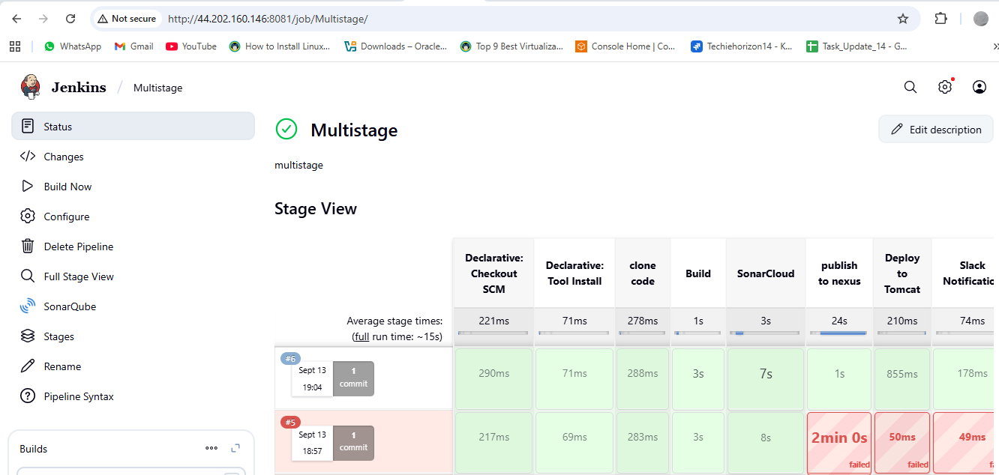 Not secure
http://44.202.160.146:8081/job/Multistage/
WhatsApp
Gmail
YouTube
How to Install Linux...
Downloads – Oracle...
Top 9 Best Virtualiza...
Console Home | Co...
Techiehorizon14 - K...
Task_Update_14 - G...
Jenkins / Multistage
Status
Changes
Build Now
Configure
Delete Pipeline
Full Stage View
SonarQube
Stages
Rename
Pipeline Syntax
Builds
Multistage
Edit description
multistage
Stage View
Declarative:
Checkout
SCM
Declarative:
Tool Install
clone
code
Build
SonarCloud
publish
to nexus
Deploy
to
Tomcat
Slack
Notificatio
Average stage times:
(full run time: ~15s)
221ms
71ms
278ms
1s
3s
24s
210ms
74ms
#6
Sept 13
19:04
1
commit
290ms
71ms
288ms
3s
7s
1s
855ms
178ms
#5
Sept 13
18:57
1
commit
217ms
69ms
283ms
3s
8s
2min 0s
failed
50ms
failed
49ms